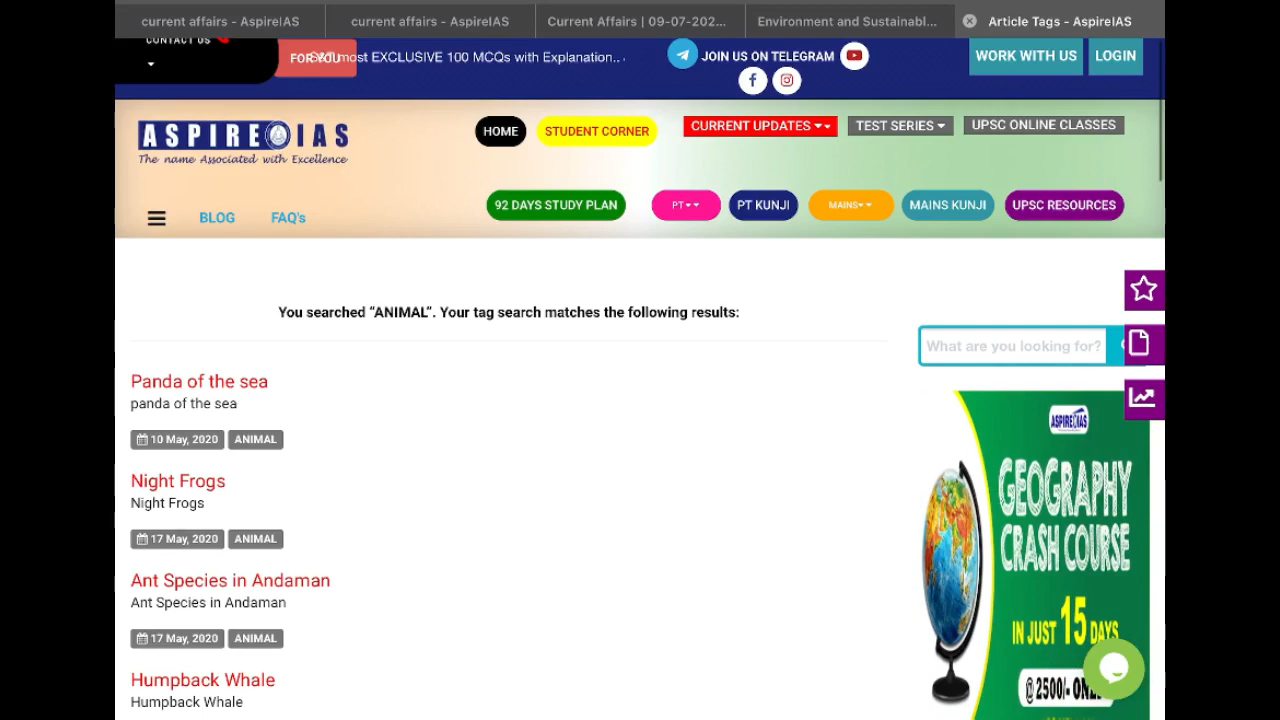 current affairs - AspireIAS
current affairs - AspireIAS
Current Affairs | 09-07-202...
Environment and Sustainabl...
Article Tags - AspireIAS
CONTACT US
FOR YOU
most EXCLUSIVE 100 MCQs with Explanation..
JOIN US ON TELEGRAM
WORK WITH US
LOGIN
ASPIRE IAS
The name Associated with Excellence
HOME
STUDENT CORNER
CURRENT UPDATES
TEST SERIES
UPSC ONLINE CLASSES
92 DAYS STUDY PLAN
PT
PT KUNJI
MAINS
MAINS KUNJI
UPSC RESOURCES
BLOG
FAQ's
You searched “ANIMAL”. Your tag search matches the following results:
What are you looking for?
Panda of the sea
panda of the sea
10 May, 2020
ANIMAL
Night Frogs
Night Frogs
17 May, 2020
ANIMAL
Ant Species in Andaman
Ant Species in Andaman
17 May, 2020
ANIMAL
Humpback Whale
Humpback Whale
ASPIRE IAS
GEOGRAPHY
CRASH COURSE
IN JUST 15 DAYS
@ 2500/-